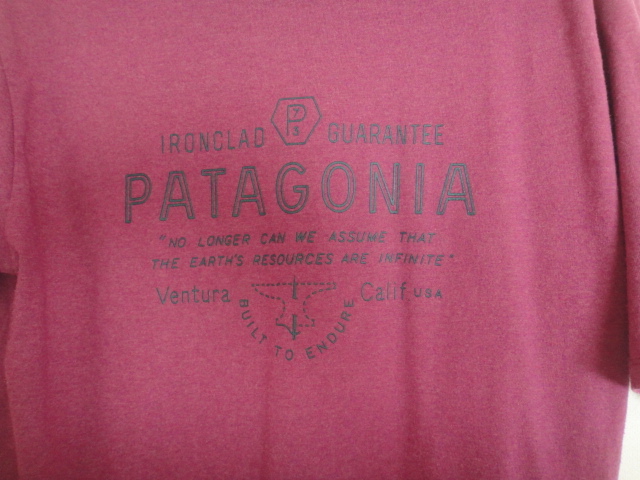 IRONCLAD GUARANTEE
PATAGONIA
"NO LONGER CAN WE ASSUME THAT
THE EARTH'S RESOURCES ARE INFINITE"
Ventura Calif. USA
BUILT TO ENDURE